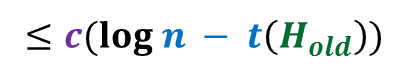 ≤ c(log n − t(H_old))